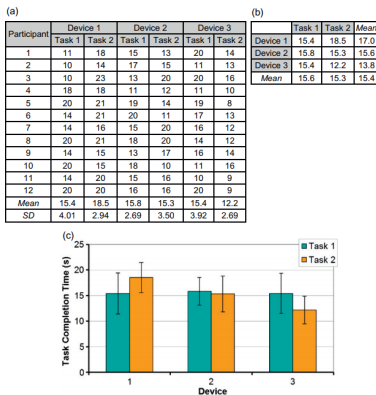 (a)
Participant Device 1 Device 2 Device 3
Task 1 Task 2 Task 1 Task 2 Task 1 Task 2
1 11 18 15 13 20 14
2 10 14 17 15 11 13
3 10 23 13 20 20 16
4 18 18 11 12 11 10
5 20 21 19 14 19 8
6 14 21 20 11 17 13
7 14 16 15 20 16 12
8 20 21 18 20 14 12
9 14 15 13 17 16 14
10 20 15 18 10 11 16
11 14 20 15 16 10 9
12 20 20 16 16 20 9
Mean 15.4 18.5 15.8 15.3 15.4 12.2
SD 4.01 2.94 2.69 3.50 3.92 2.69
(b)
Task 1 Task 2 Mean
Device 1 15.4 18.5 17.0
Device 2 15.8 15.3 15.6
Device 3 15.4 12.2 13.8
Mean 15.6 15.3 15.4
(c)
Task 1
Task 2
Task Completion Time (s)
25
20
15
10
5
0
1 2 3
Device